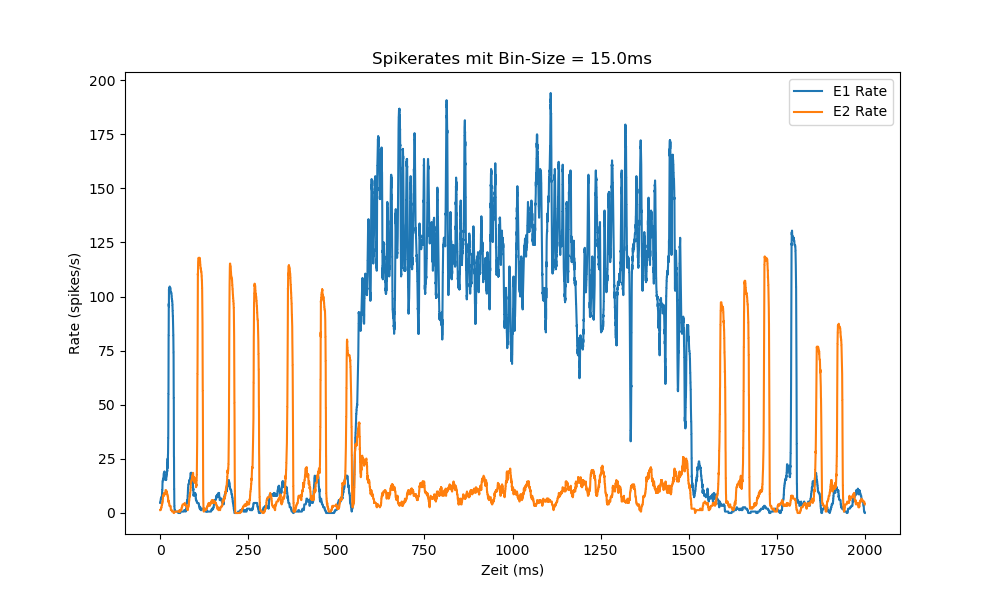 Spikerates mit Bin-Size = 15.0ms
E1 Rate
E2 Rate
200
175
150
125
100
75
50
25
0
Rate (spikes/s)
0 250 500 750 1000 1250 1500 1750 2000
Zeit (ms)